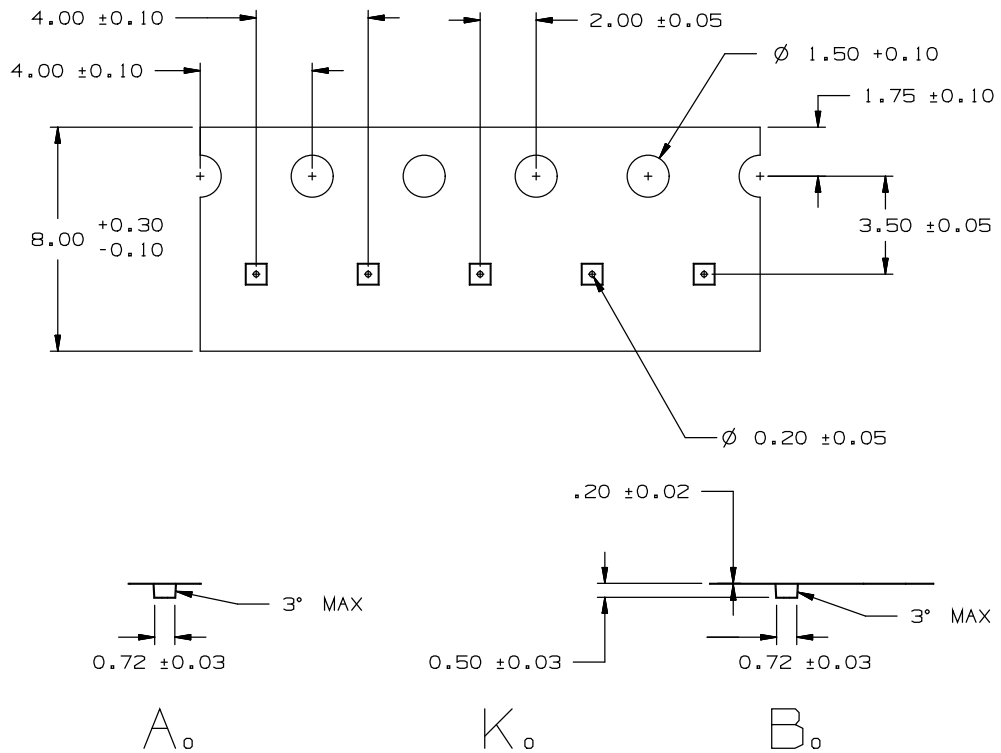 4.00 ±0.10
2.00 ±0.05
4.00 ±0.10
Ø 1.50 +0.10
1.75 ±0.10
8.00 +0.30
-0.10
3.50 ±0.05
Ø 0.20 ±0.05
.20 ±0.02
3° MAX
3° MAX
0.72 ±0.03
0.50 ±0.03
0.72 ±0.03
A₀
K₀
B₀